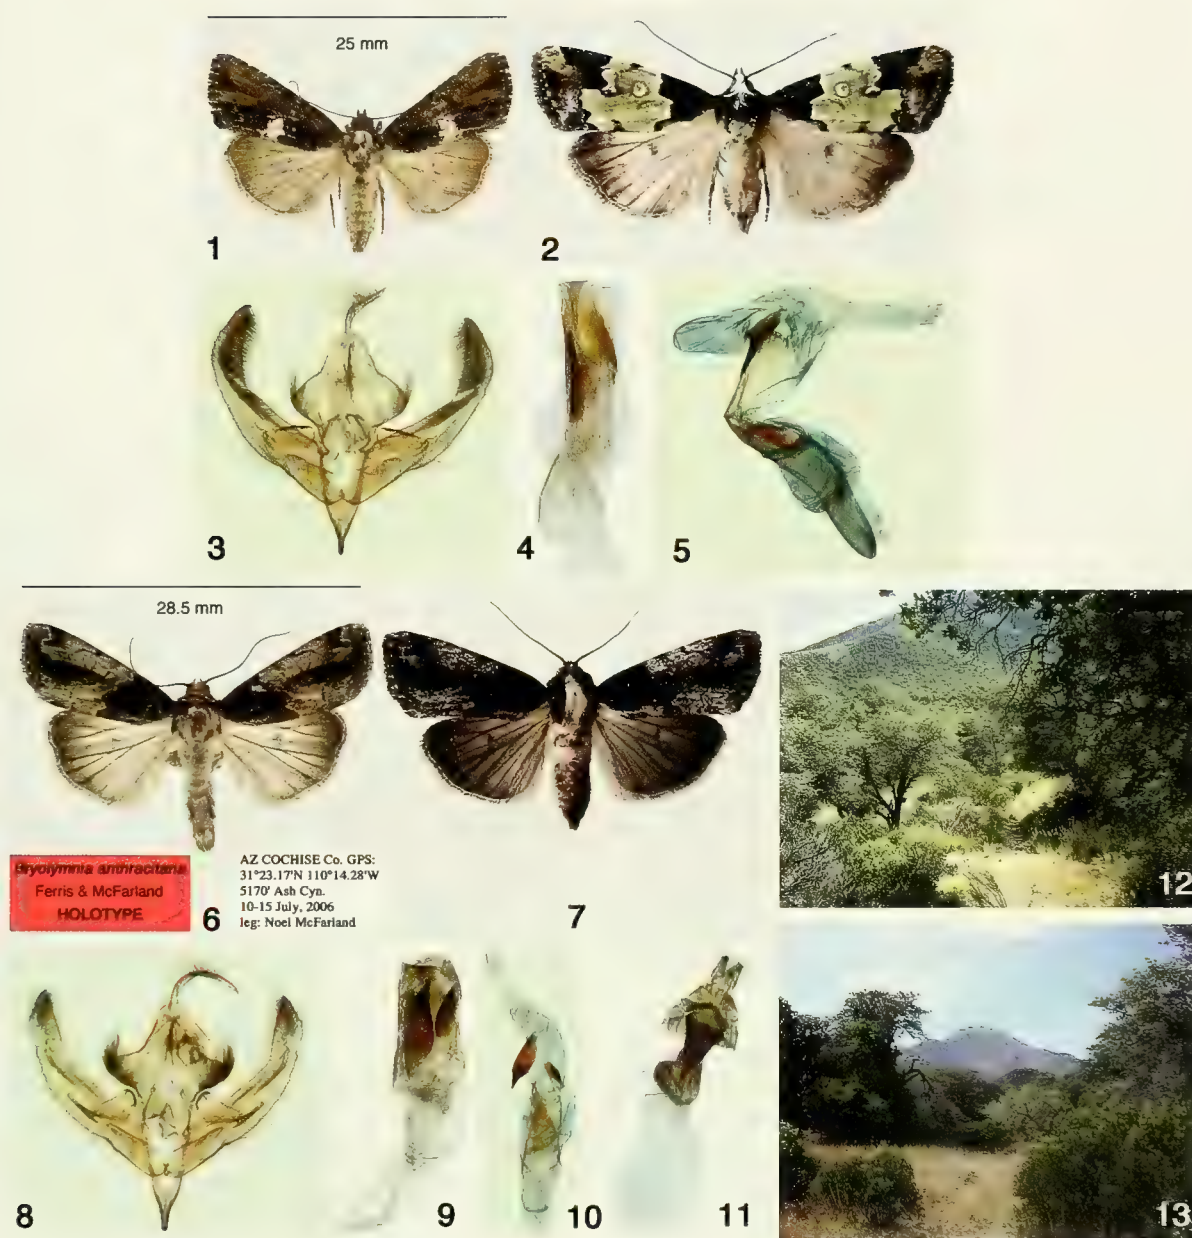 25 mm
1
2
3
4
5
28.5 mm
Bryolymnia anthracitaria
Ferris & McFarland
HOLOTYPE
6
AZ COCHISE Co. GPS:
31°23.17'N 110°14.28'W
5170' Ash Cyn.
10-15 July, 2006
leg: Noel McFarland
7
12
8
9
10
11
13